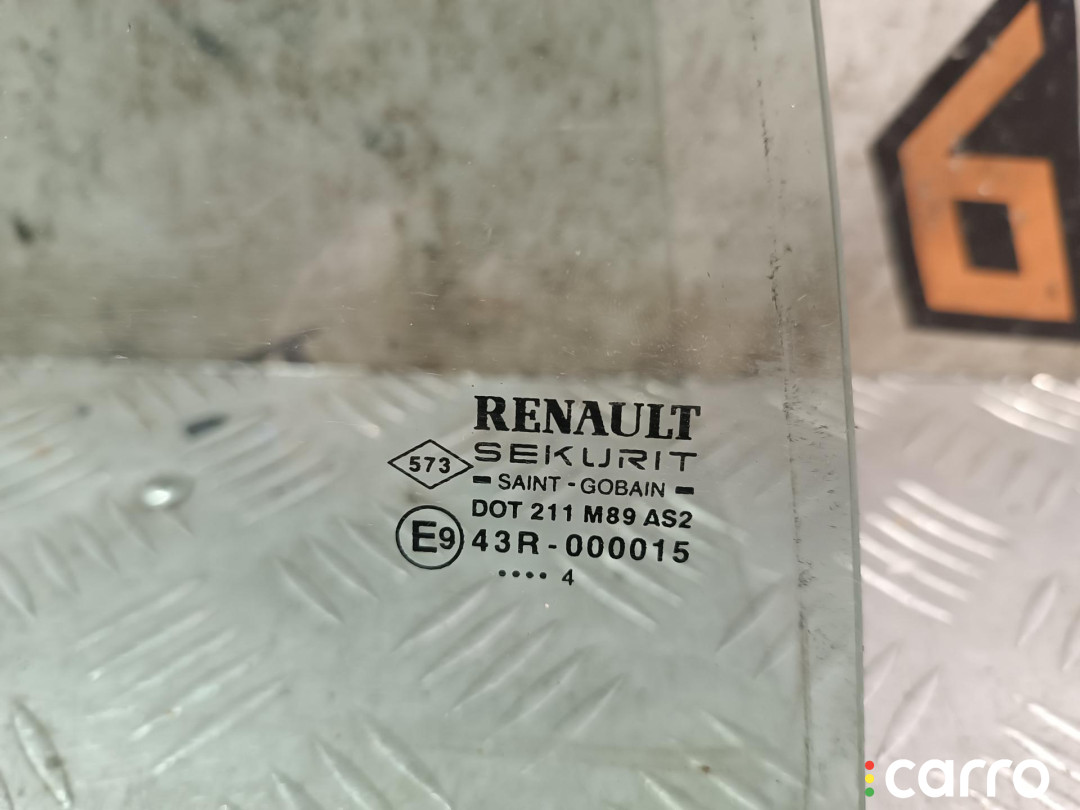 6
RENAULT
573
SEKURIT
SAINT-GOBAIN
DOT 211 M89 AS2
E9 43R-000015
.... 4
carro